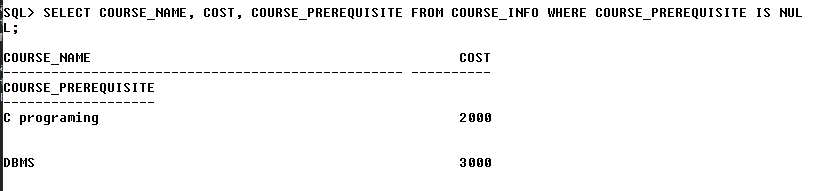 SQL> SELECT COURSE_NAME, COST, COURSE_PREREQUISITE FROM COURSE_INFO WHERE COURSE_PREREQUISITE IS NUL
L;
COURSE_NAME COST
-------------------------------------------------- ----------
COURSE_PREREQUISITE
-------------------
C programing 2000
DBMS 3000